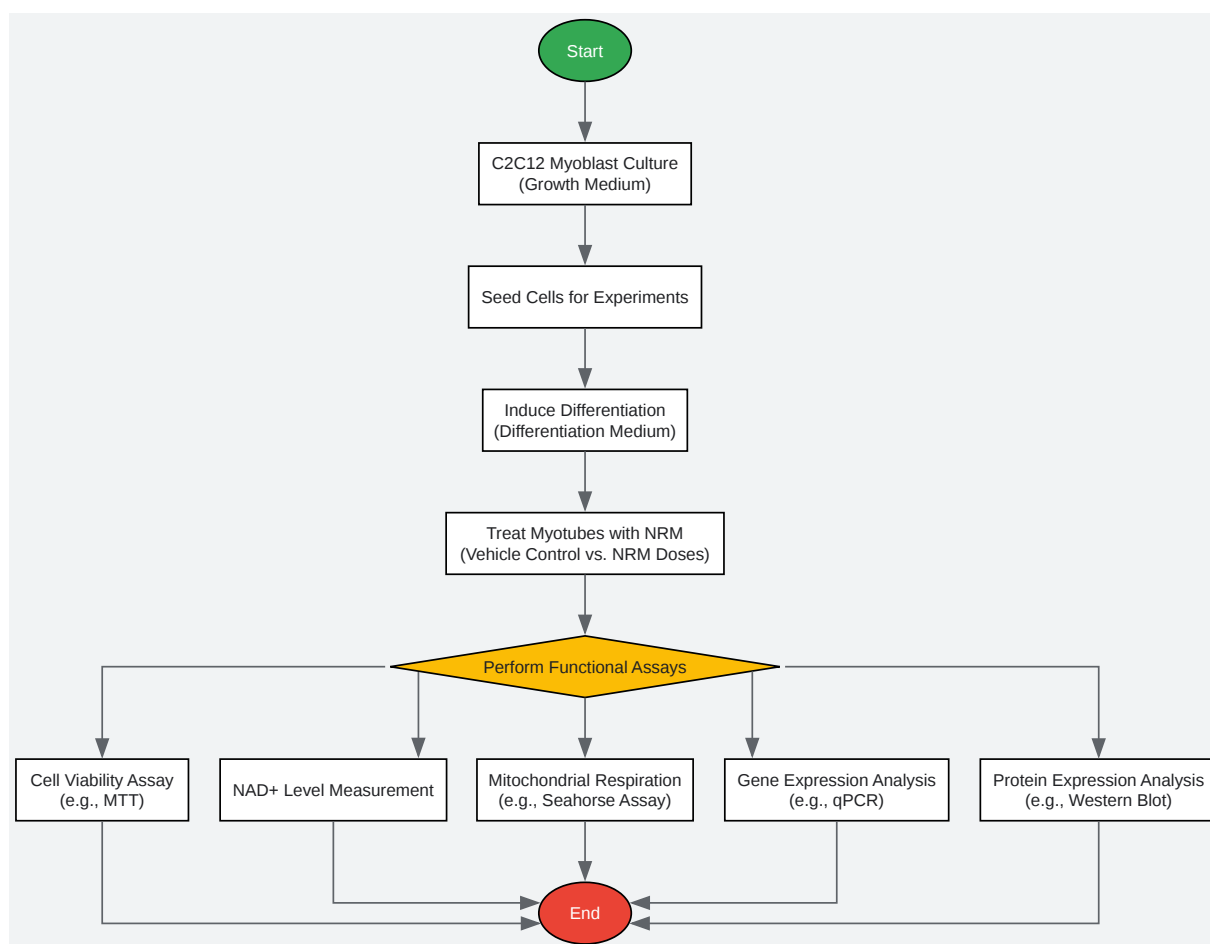 Start
C2C12 Myoblast Culture
(Growth Medium)
Seed Cells for Experiments
Induce Differentiation
(Differentiation Medium)
Treat Myotubes with NRM
(Vehicle Control vs. NRM Doses)
Perform Functional Assays
Cell Viability Assay
(e.g., MTT)
NAD+ Level Measurement
Mitochondrial Respiration
(e.g., Seahorse Assay)
Gene Expression Analysis
(e.g., qPCR)
Protein Expression Analysis
(e.g., Western Blot)
End